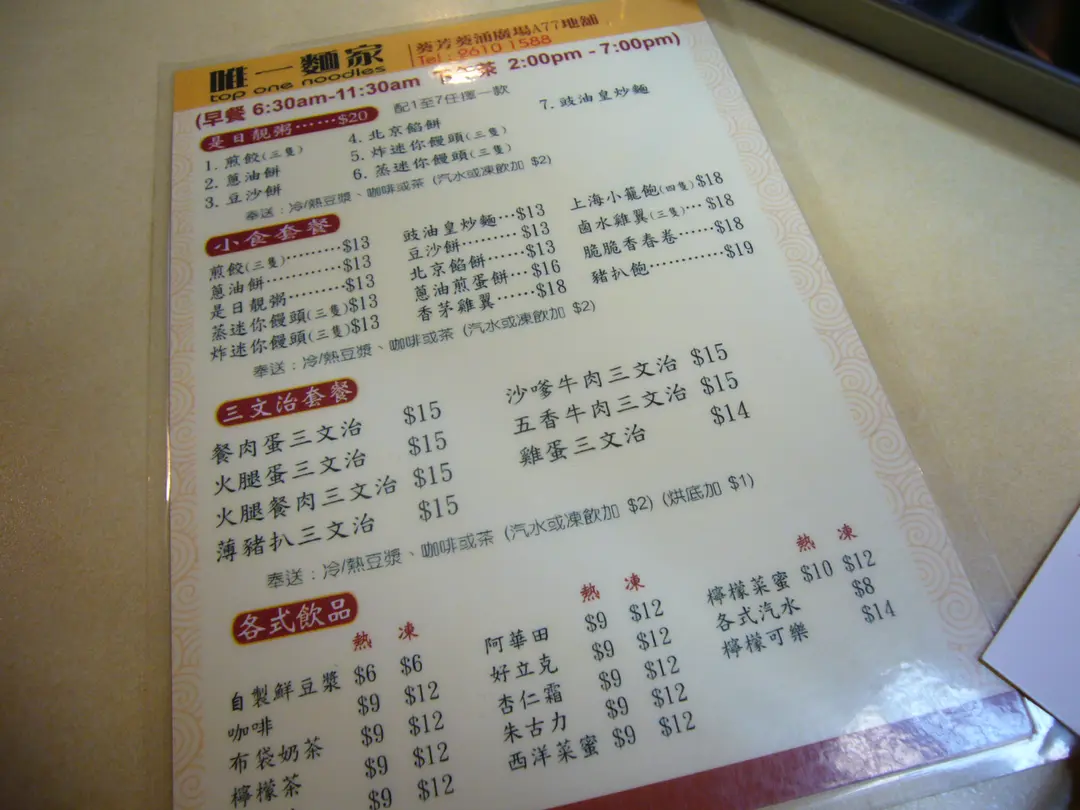 唯一麵家
top one noodles
葵芳葵涌廣場A77地舖
Tel : 2610 1588
(早餐 6:30am-11:30am 下午茶 2:00pm - 7:00pm)
是日靚粥……$20 配1至7任擇一款
1. 煎餃(三隻)
2. 蔥油餅
3. 豆沙餅
4. 北京餡餅
5. 炸迷你饅頭(三隻)
6. 蒸迷你饅頭(三隻)
7. 豉油皇炒麵
奉送：冷/熱豆漿、咖啡或茶 (汽水或凍飲加 $2)
小食套餐
煎餃(三隻)………$13
蔥油餅…………$13
是日靚粥………$13
蒸迷你饅頭(三隻)$13
炸迷你饅頭(三隻)$13
豉油皇炒麵…$13
豆沙餅………$13
北京餡餅……$13
蔥油煎蛋餅…$16
香茅雞翼……$18
上海小籠飽(四隻)$18
鹵水雞翼(三隻)…$18
脆脆香春卷……$18
豬扒飽…………$19
奉送：冷/熱豆漿、咖啡或茶 (汽水或凍飲加 $2)
三文治套餐
餐肉蛋三文治 $15
火腿蛋三文治 $15
火腿餐肉三文治 $15
薄豬扒三文治 $15
沙嗲牛肉三文治 $15
五香牛肉三文治 $15
雞蛋三文治 $14
奉送：冷/熱豆漿、咖啡或茶 (汽水或凍飲加 $2) (烘底加 $1)
各式飲品
熱 凍
自製鮮豆漿 $6 $6
咖啡 $9 $12
布袋奶茶 $9 $12
檸檬茶 $9 $12
$9 $12
熱 凍
阿華田 $9 $12
好立克 $9 $12
杏仁霜 $9 $12
朱古力 $9 $12
西洋菜蜜 $9 $12
熱 凍
檸檬菜蜜 $10 $12
各式汽水 $8
檸檬可樂 $14